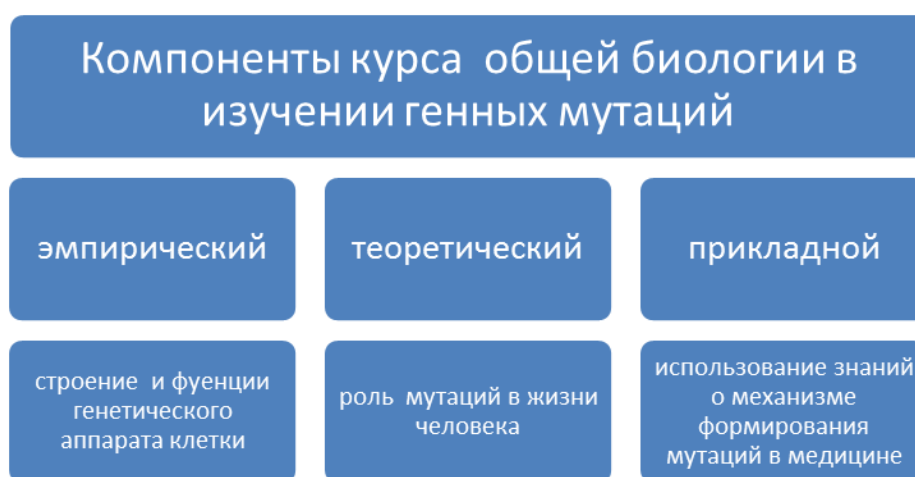 Компоненты курса общей биологии в
изучении генных мутаций
эмпирический
теоретический
прикладной
строение и фуенции
генетического
аппарата клетки
роль мутаций в жизни
человека
использование знаний
о механизме
формирования
мутаций в медицине